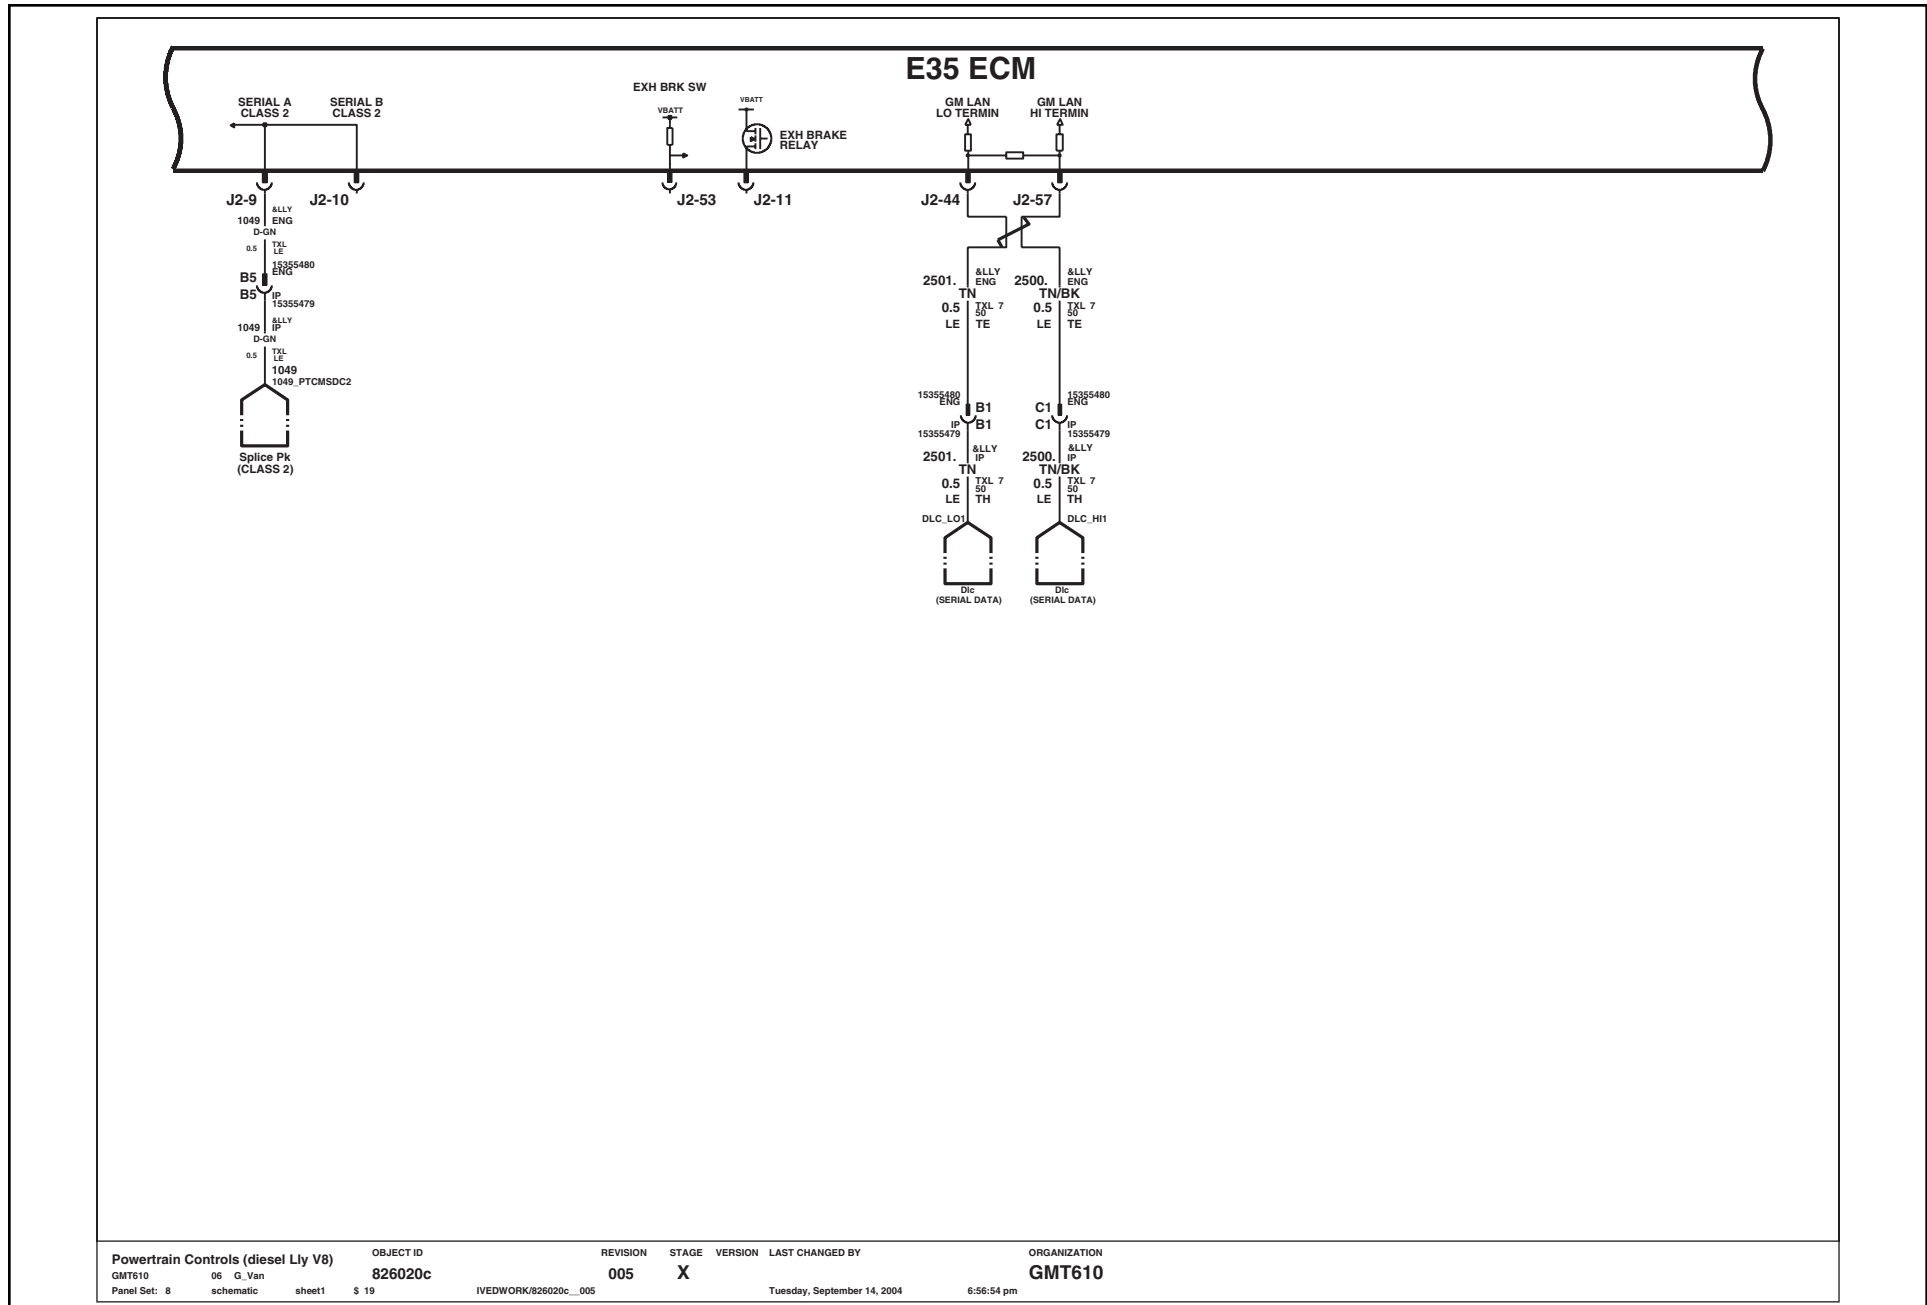 E35 ECM
SERIAL A
CLASS 2
SERIAL B
CLASS 2
EXH BRK SW
VBATT
VBATT
EXH BRAKE
RELAY
GM LAN
LO TERMIN
GM LAN
HI TERMIN
J2-9
J2-10
J2-53
J2-11
J2-44
J2-57
&LLY
1049 ENG
D-GN
0.5 TXL
LE
15355480
B5 ENG
B5 IP
15355479
&LLY
1049 IP
D-GN
0.5 TXL
LE
1049
1049_PTCMSDC2
Splice Pk
(CLASS 2)
&LLY
2501. ENG
TN
0.5 TXL 7
50
LE TE
15355480
ENG B1
IP B1
15355479
&LLY
2501. IP
TN
0.5 TXL 7
50
LE TH
DLC_LO1
Dlc
(SERIAL DATA)
&LLY
2500. ENG
TN/BK
0.5 TXL 7
50
LE TE
15355480
C1 ENG
C1 IP
15355479
&LLY
2500. IP
TN/BK
0.5 TXL 7
50
LE TH
DLC_HI1
Dlc
(SERIAL DATA)
Powertrain Controls (diesel Lly V8)
GMT610 06 G_Van
Panel Set: 8 schematic sheet1 $ 19
OBJECT ID
826020c
IVEDWORK/826020c__005
REVISION
005
STAGE
X
VERSION
LAST CHANGED BY
Tuesday, September 14, 2004 6:56:54 pm
ORGANIZATION
GMT610